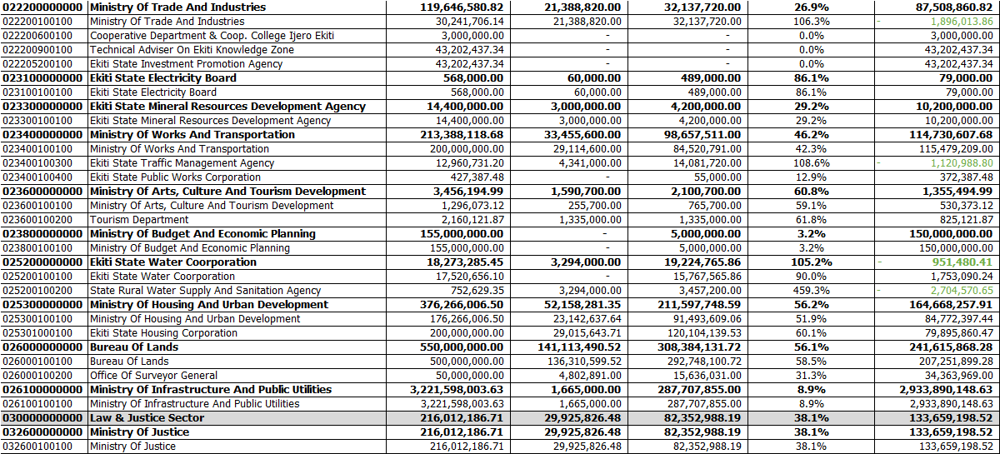 022200000000 Ministry Of Trade And Industries 119,646,580.82 21,388,820.00 32,137,720.00 26.9% 87,508,860.82
022200100100 Ministry Of Trade And Industries 30,241,706.14 21,388,820.00 32,137,720.00 106.3% - 1,896,013.86
022200600100 Cooperative Department & Coop. College Ijero Ekiti 3,000,000.00 - - 0.0% 3,000,000.00
022200900100 Technical Adviser On Ekiti Knowledge Zone 43,202,437.34 - - 0.0% 43,202,437.34
022205200100 Ekiti State Investment Promotion Agency 43,202,437.34 - - 0.0% 43,202,437.34
023100000000 Ekiti State Electricity Board 568,000.00 60,000.00 489,000.00 86.1% 79,000.00
023100100100 Ekiti State Electricity Board 568,000.00 60,000.00 489,000.00 86.1% 79,000.00
023300000000 Ekiti State Mineral Resources Development Agency 14,400,000.00 3,000,000.00 4,200,000.00 29.2% 10,200,000.00
023300100100 Ekiti State Mineral Resources Development Agency 14,400,000.00 3,000,000.00 4,200,000.00 29.2% 10,200,000.00
023400000000 Ministry Of Works And Transportation 213,388,118.68 33,455,600.00 98,657,511.00 46.2% 114,730,607.68
023400100100 Ministry Of Works And Transportation 200,000,000.00 29,114,600.00 84,520,791.00 42.3% 115,479,209.00
023400100300 Ekiti State Traffic Management Agency 12,960,731.20 4,341,000.00 14,081,720.00 108.6% - 1,120,988.80
023400100400 Ekiti State Public Works Corporation 427,387.48 - 55,000.00 12.9% 372,387.48
023600000000 Ministry Of Arts, Culture And Tourism Development 3,456,194.99 1,590,700.00 2,100,700.00 60.8% 1,355,494.99
023600100100 Ministry Of Arts, Culture And Tourism Development 1,296,073.12 255,700.00 765,700.00 59.1% 530,373.12
023600100200 Tourism Department 2,160,121.87 1,335,000.00 1,335,000.00 61.8% 825,121.87
023800000000 Ministry Of Budget And Economic Planning 155,000,000.00 - 5,000,000.00 3.2% 150,000,000.00
023800100100 Ministry Of Budget And Economic Planning 155,000,000.00 - 5,000,000.00 3.2% 150,000,000.00
025200000000 Ekiti State Water Coorporation 18,273,285.45 3,294,000.00 19,224,765.86 105.2% - 951,480.41
025200100100 Ekiti State Water Coorporation 17,520,656.10 - 15,767,565.86 90.0% 1,753,090.24
025200100200 State Rural Water Supply And Sanitation Agency 752,629.35 3,294,000.00 3,457,200.00 459.3% - 2,704,570.65
025300000000 Ministry Of Housing And Urban Development 376,266,006.50 52,158,281.35 211,597,748.59 56.2% 164,668,257.91
025300100100 Ministry Of Housing And Urban Development 176,266,006.50 23,142,637.64 91,493,609.06 51.9% 84,772,397.44
025301000100 Ekiti State Housing Corporation 200,000,000.00 29,015,643.71 120,104,139.53 60.1% 79,895,860.47
026000000000 Bureau Of Lands 550,000,000.00 141,113,490.52 308,384,131.72 56.1% 241,615,868.28
026000100100 Bureau Of Lands 500,000,000.00 136,310,599.52 292,748,100.72 58.5% 207,251,899.28
026000100200 Office Of Surveyor General 50,000,000.00 4,802,891.00 15,636,031.00 31.3% 34,363,969.00
026100000000 Ministry Of Infrastructure And Public Utilities 3,221,598,003.63 1,665,000.00 287,707,855.00 8.9% 2,933,890,148.63
026100100100 Ministry Of Infrastructure And Public Utilities 3,221,598,003.63 1,665,000.00 287,707,855.00 8.9% 2,933,890,148.63
030000000000 Law & Justice Sector 216,012,186.71 29,925,826.48 82,352,988.19 38.1% 133,659,198.52
032600000000 Ministry Of Justice 216,012,186.71 29,925,826.48 82,352,988.19 38.1% 133,659,198.52
032600100100 Ministry Of Justice 216,012,186.71 29,925,826.48 82,352,988.19 38.1% 133,659,198.52